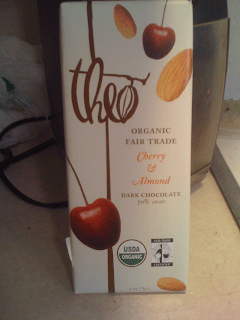 theo
ORGANIC
FAIR TRADE
Cherry
&
Almond
DARK CHOCOLATE
70% cacao
USDA
ORGANIC